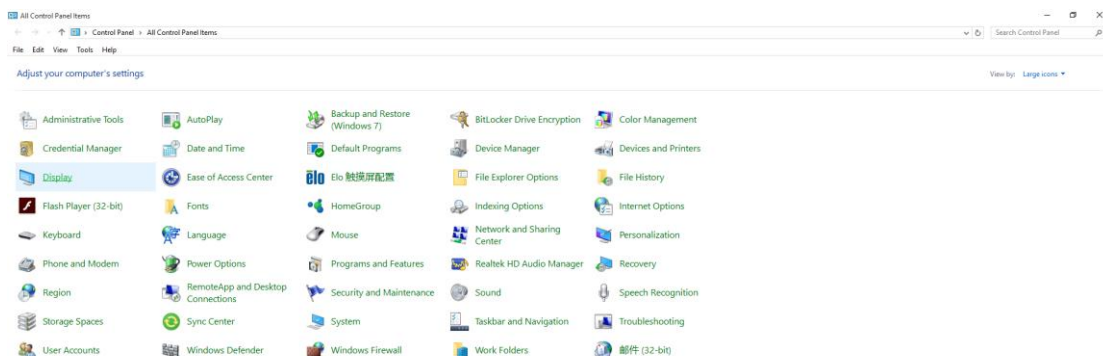 All Control Panel Items
Control Panel › All Control Panel Items
Search Control Panel
File Edit View Tools Help
Adjust your computer's settings
View by: Large icons
Administrative Tools
AutoPlay
Backup and Restore
(Windows 7)
BitLocker Drive Encryption
Color Management
Credential Manager
Date and Time
Default Programs
Device Manager
Devices and Printers
Display
Ease of Access Center
elo
Elo 触摸屏配置
File Explorer Options
File History
Flash Player (32-bit)
Fonts
HomeGroup
Indexing Options
Internet Options
Keyboard
Language
Mouse
Network and Sharing
Center
Personalization
Phone and Modem
Power Options
Programs and Features
Realtek HD Audio Manager
Recovery
Region
RemoteApp and Desktop
Connections
Security and Maintenance
Sound
Speech Recognition
Storage Spaces
Sync Center
System
Taskbar and Navigation
Troubleshooting
User Accounts
Windows Defender
Windows Firewall
Work Folders
邮件 (32-bit)